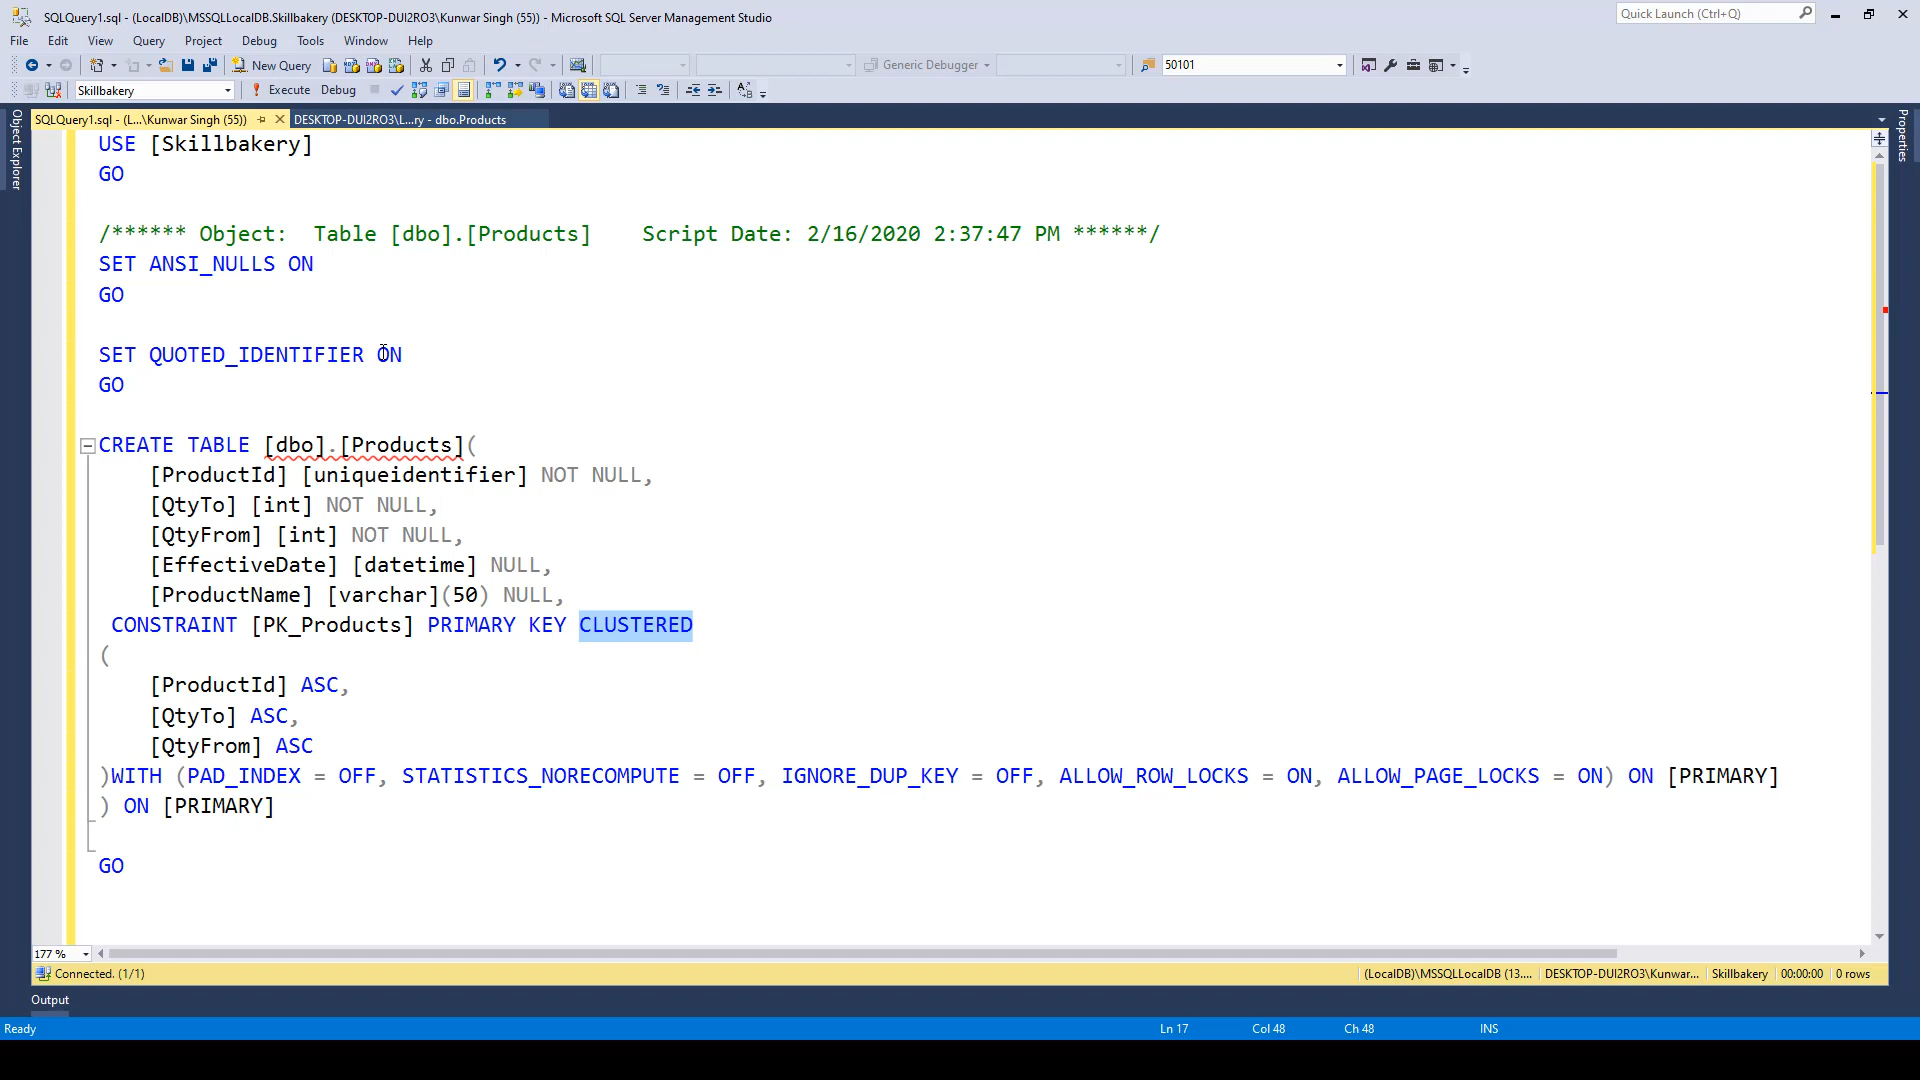 SQLQuery1.sql - (LocalDB)\MSSQLLocalDB.Skillbakery (DESKTOP-DUI2RO3\Kunwar Singh (55)) - Microsoft SQL Server Management Studio
Quick Launch (Ctrl+Q)
File Edit View Query Project Debug Tools Window Help
New Query
Generic Debugger
50101
Skillbakery
Execute Debug
SQLQuery1.sql - (L...\Kunwar Singh (55))
DESKTOP-DUI2RO3\L...ry - dbo.Products
Object Explorer
Properties
USE [Skillbakery]
GO
/****** Object:  Table [dbo].[Products]    Script Date: 2/16/2020 2:37:47 PM ******/
SET ANSI_NULLS ON
GO
SET QUOTED_IDENTIFIER ON
GO
CREATE TABLE [dbo].[Products](
[ProductId] [uniqueidentifier] NOT NULL,
[QtyTo] [int] NOT NULL,
[QtyFrom] [int] NOT NULL,
[EffectiveDate] [datetime] NULL,
[ProductName] [varchar](50) NULL,
CONSTRAINT [PK_Products] PRIMARY KEY CLUSTERED
(
[ProductId] ASC,
[QtyTo] ASC,
[QtyFrom] ASC
)WITH (PAD_INDEX = OFF, STATISTICS_NORECOMPUTE = OFF, IGNORE_DUP_KEY = OFF, ALLOW_ROW_LOCKS = ON, ALLOW_PAGE_LOCKS = ON) ON [PRIMARY]
) ON [PRIMARY]
GO
177 %
Connected. (1/1)
(LocalDB)\MSSQLLocalDB (13....
DESKTOP-DUI2RO3\Kunwar...
Skillbakery
00:00:00
0 rows
Output
Ready
Ln 17
Col 48
Ch 48
INS